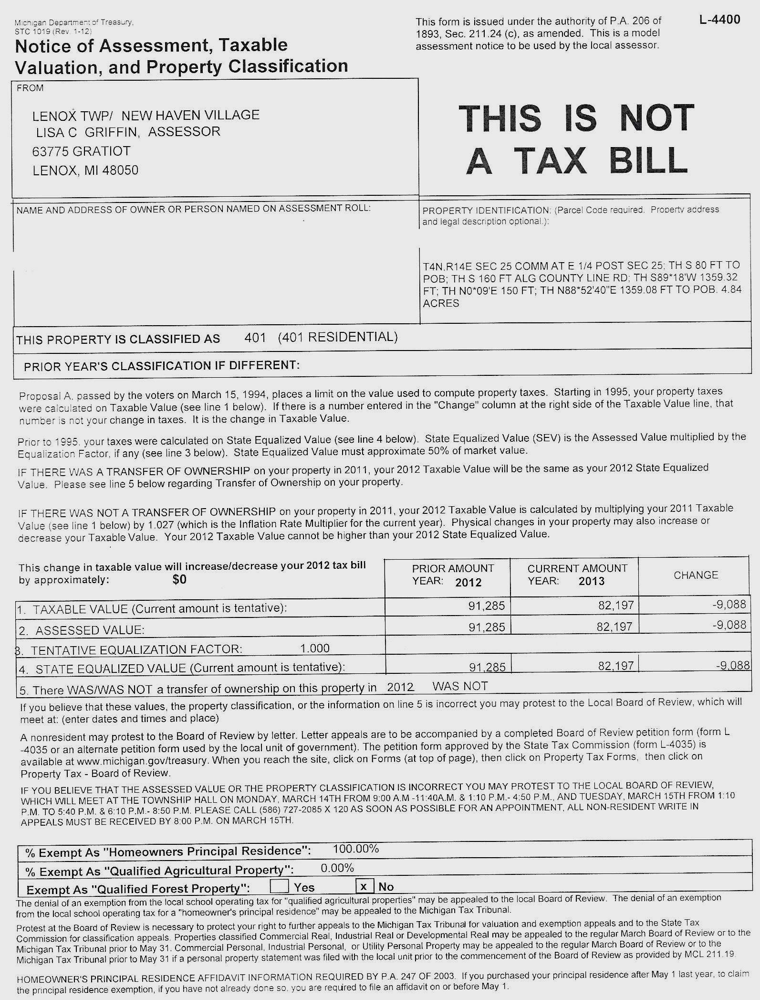 Michigan Department of Treasury,
STC 1019 (Rev. 1-12)
Notice of Assessment, Taxable
Valuation, and Property Classification
This form is issued under the authority of P.A. 206 of
1893, Sec. 211.24 (c), as amended. This is a model
assessment notice to be used by the local assessor.
L-4400
FROM
LENOX TWP/ NEW HAVEN VILLAGE
LISA C GRIFFIN, ASSESSOR
63775 GRATIOT
LENOX, MI 48050
THIS IS NOT
A TAX BILL
NAME AND ADDRESS OF OWNER OR PERSON NAMED ON ASSESSMENT ROLL:
PROPERTY IDENTIFICATION: (Parcel Code required. Property address
and legal description optional.):
T4N,R14E SEC 25 COMM AT E 1/4 POST SEC 25; TH S 80 FT TO
POB; TH S 160 FT ALG COUNTY LINE RD; TH S89*18'W 1359.32
FT; TH N0*09'E 150 FT; TH N88*52'40"E 1359.08 FT TO POB. 4.84
ACRES
THIS PROPERTY IS CLASSIFIED AS 401 (401 RESIDENTIAL)
PRIOR YEAR'S CLASSIFICATION IF DIFFERENT:
Proposal A. passed by the voters on March 15, 1994, places a limit on the value used to compute property taxes. Starting in 1995, your property taxes
were calculated on Taxable Value (see line 1 below). If there is a number entered in the "Change" column at the right side of the Taxable Value line, that
number is not your change in taxes. It is the change in Taxable Value.
Prior to 1995. your taxes were calculated on State Equalized Value (see line 4 below). State Equalized Value (SEV) is the Assessed Value multiplied by the
Equalization Factor, if any (see line 3 below). State Equalized Value must approximate 50% of market value.
IF THERE WAS A TRANSFER OF OWNERSHIP on your property in 2011, your 2012 Taxable Value will be the same as your 2012 State Equalized
Value. Please see line 5 below regarding Transfer of Ownership on your property.
IF THERE WAS NOT A TRANSFER OF OWNERSHIP on your property in 2011, your 2012 Taxable Value is calculated by multiplying your 2011 Taxable
Value (see line 1 below) by 1.027 (which is the Inflation Rate Multiplier for the current year). Physical changes in your property may also increase or
decrease your Taxable Value. Your 2012 Taxable Value cannot be higher than your 2012 State Equalized Value.
This change in taxable value will increase/decrease your 2012 tax bill
by approximately: $0
PRIOR AMOUNT
YEAR: 2012
CURRENT AMOUNT
YEAR: 2013
CHANGE
1. TAXABLE VALUE (Current amount is tentative): 91,285 82,197 -9,088
2. ASSESSED VALUE: 91,285 82,197 -9,088
3. TENTATIVE EQUALIZATION FACTOR: 1.000
4. STATE EQUALIZED VALUE (Current amount is tentative): 91,285 82,197 -9,088
5. There WAS/WAS NOT a transfer of ownership on this property in 2012 WAS NOT
If you believe that these values, the property classification, or the information on line 5 is incorrect you may protest to the Local Board of Review, which will
meet at: (enter dates and times and place)
A nonresident may protest to the Board of Review by letter. Letter appeals are to be accompanied by a completed Board of Review petition form (form L
-4035 or an alternate petition form used by the local unit of government). The petition form approved by the State Tax Commission (form L-4035) is
available at www.michigan.gov/treasury. When you reach the site, click on Forms (at top of page), then click on Property Tax Forms, then click on
Property Tax - Board of Review.
IF YOU BELIEVE THAT THE ASSESSED VALUE OR THE PROPERTY CLASSIFICATION IS INCORRECT YOU MAY PROTEST TO THE LOCAL BOARD OF REVIEW,
WHICH WILL MEET AT THE TOWNSHIP HALL ON MONDAY, MARCH 14TH FROM 9:00 A.M -11:40A.M. & 1:10 P.M.- 4:50 P.M., AND TUESDAY, MARCH 15TH FROM 1:10
P.M. TO 5:40 P.M. & 6:10 P.M.- 8:50 P.M. PLEASE CALL (586) 727-2085 X 120 AS SOON AS POSSIBLE FOR AN APPOINTMENT, ALL NON-RESIDENT WRITE IN
APPEALS MUST BE RECEIVED BY 8:00 P.M. ON MARCH 15TH.
% Exempt As "Homeowners Principal Residence": 100.00%
% Exempt As "Qualified Agricultural Property": 0.00%
Exempt As "Qualified Forest Property": Yes x No
The denial of an exemption from the local school operating tax for "qualified agricultural properties" may be appealed to the local Board of Review. The denial of an exemption
from the local school operating tax for a "homeowner's principal residence" may be appealed to the Michigan Tax Tribunal.
Protest at the Board of Review is necessary to protect your right to further appeals to the Michigan Tax Tribunal for valuation and exemption appeals and to the State Tax
Commission for classification appeals. Properties classified Commercial Real, Industrial Real or Developmental Real may be appealed to the regular March Board of Review or to the
Michigan Tax Tribunal prior to May 31. Commercial Personal, Industrial Personal, or Utility Personal Property may be appealed to the regular March Board of Review or to the
Michigan Tax Tribunal prior to May 31 if a personal property statement was filed with the local unit prior to the commencement of the Board of Review as provided by MCL 211.19.
HOMEOWNER'S PRINCIPAL RESIDENCE AFFIDAVIT INFORMATION REQUIRED BY P.A. 247 OF 2003. If you purchased your principal residence after May 1 last year, to claim
the principal residence exemption, if you have not already done so, you are required to file an affidavit on or before May 1.